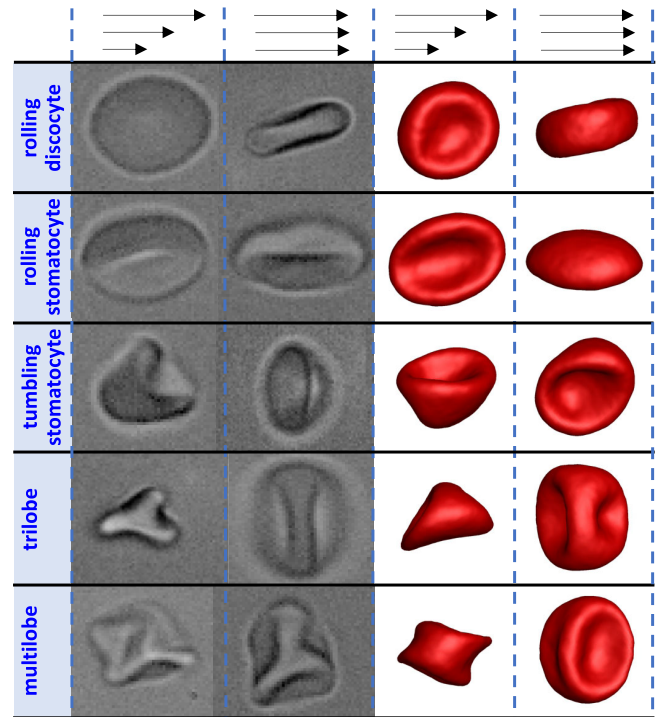 rolling
discocyte
rolling
stomatocyte
tumbling
stomatocyte
trilobe
multilobe